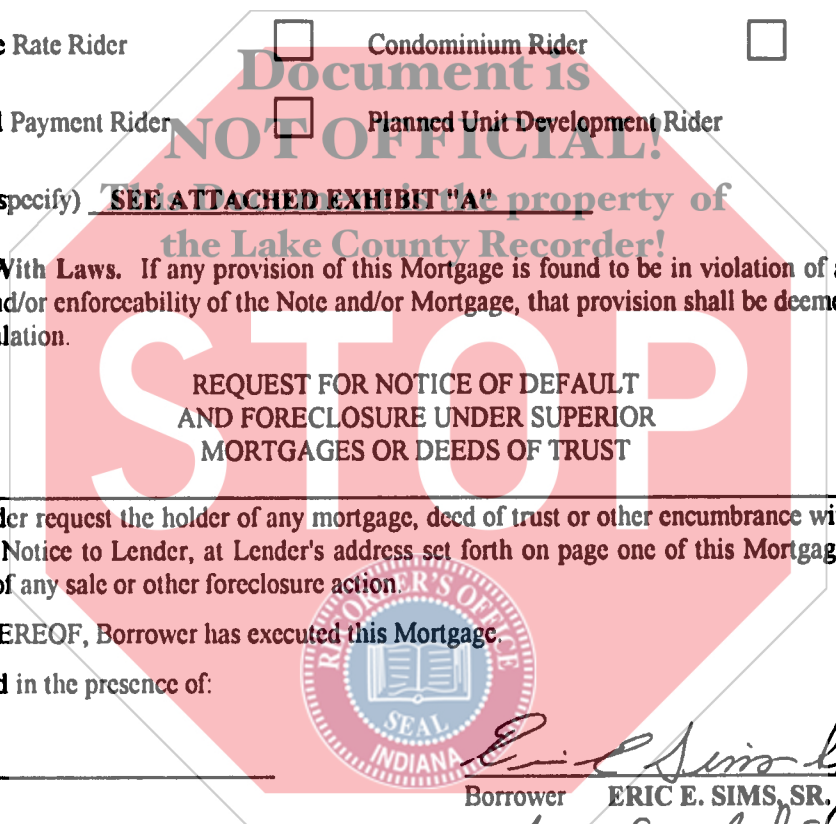 e Rate Rider Condominium Rider
Document is
l Payment Rider Planned Unit Development Rider
NOT OFFICIAL!
specify) SEE ATTACHED EXHIBIT "A"
This Document is the property of
the Lake County Recorder!
With Laws. If any provision of this Mortgage is found to be in violation of a
nd/or enforceability of the Note and/or Mortgage, that provision shall be deeme
lation.
STOP
REQUEST FOR NOTICE OF DEFAULT
AND FORECLOSURE UNDER SUPERIOR
MORTGAGES OR DEEDS OF TRUST
der request the holder of any mortgage, deed of trust or other encumbrance wi
Notice to Lender, at Lender's address set forth on page one of this Mortgag
of any sale or other foreclosure action.
EREOF, Borrower has executed this Mortgage.
d in the presence of:
RECORDER'S OFFICE
SEAL
INDIANA
Eric E Sims
Borrower ERIC E. SIMS, SR.